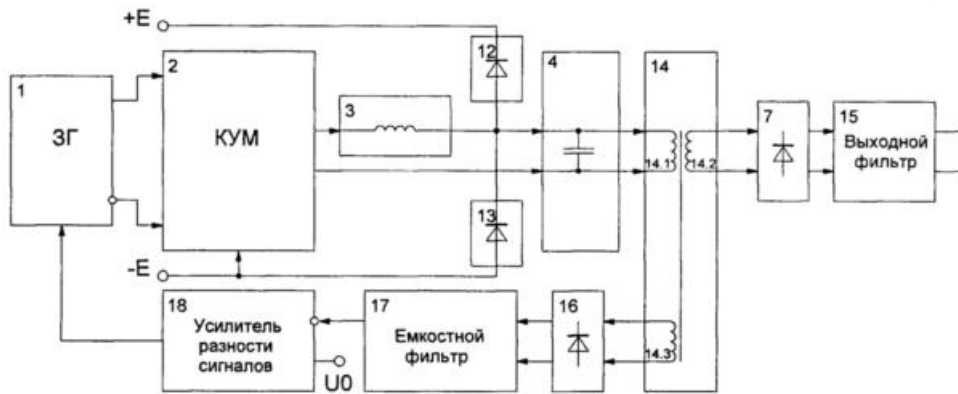 +E
1
ЗГ
2
КУМ
3
12
4
14
14.1
14.2
7
15
Выходной
фильтр
13
-E
18
Усилитель
разности
сигналов
U0
17
Емкостной
фильтр
16
14.3